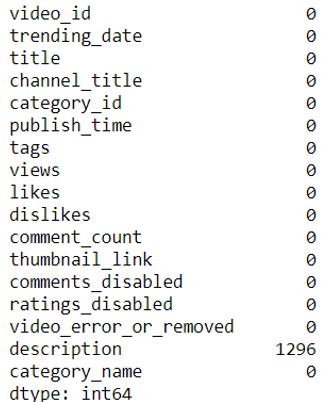 video_id 0
trending_date 0
title 0
channel_title 0
category_id 0
publish_time 0
tags 0
views 0
likes 0
dislikes 0
comment_count 0
thumbnail_link 0
comments_disabled 0
ratings_disabled 0
video_error_or_removed 0
description 1296
category_name 0
dtype: int64